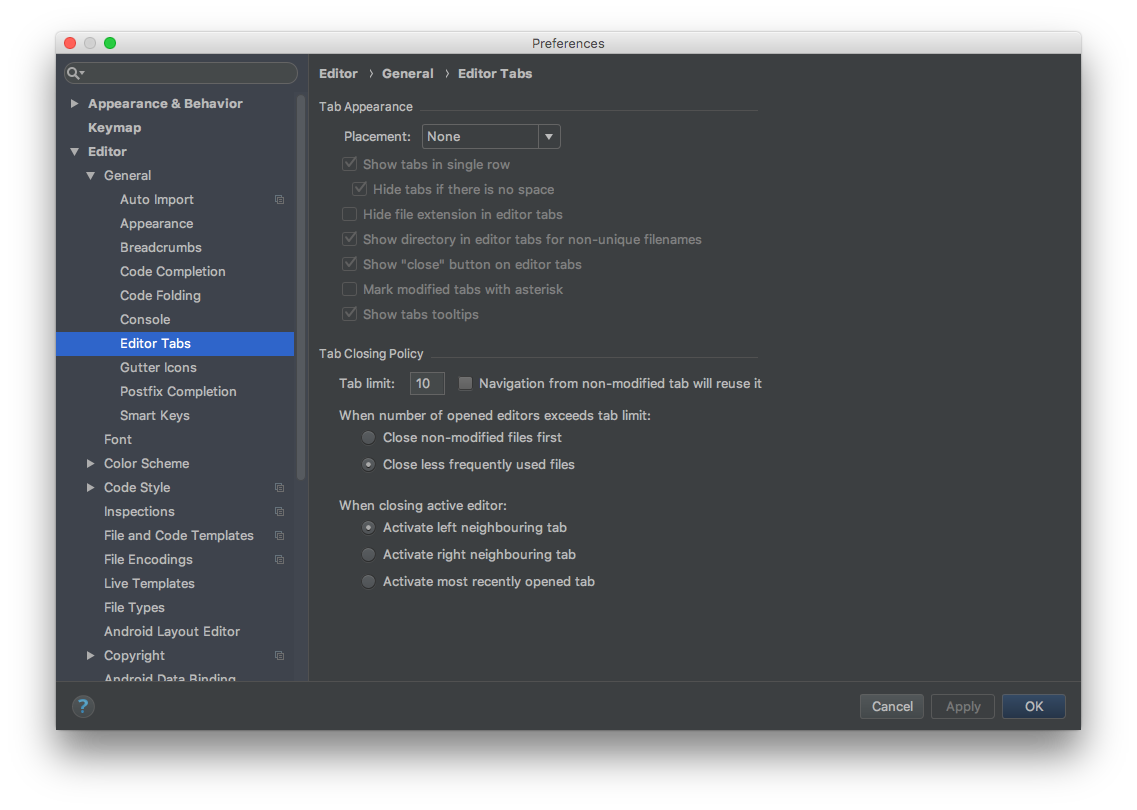 Preferences
Appearance & Behavior
Keymap
Editor
General
Auto Import
Appearance
Breadcrumbs
Code Completion
Code Folding
Console
Editor Tabs
Gutter Icons
Postfix Completion
Smart Keys
Font
Color Scheme
Code Style
Inspections
File and Code Templates
File Encodings
Live Templates
File Types
Android Layout Editor
Copyright
Android Data Binding
Editor › General › Editor Tabs
Tab Appearance
Placement: None
Show tabs in single row
Hide tabs if there is no space
Hide file extension in editor tabs
Show directory in editor tabs for non-unique filenames
Show "close" button on editor tabs
Mark modified tabs with asterisk
Show tabs tooltips
Tab Closing Policy
Tab limit: 10 Navigation from non-modified tab will reuse it
When number of opened editors exceeds tab limit:
Close non-modified files first
Close less frequently used files
When closing active editor:
Activate left neighbouring tab
Activate right neighbouring tab
Activate most recently opened tab
? Cancel Apply OK